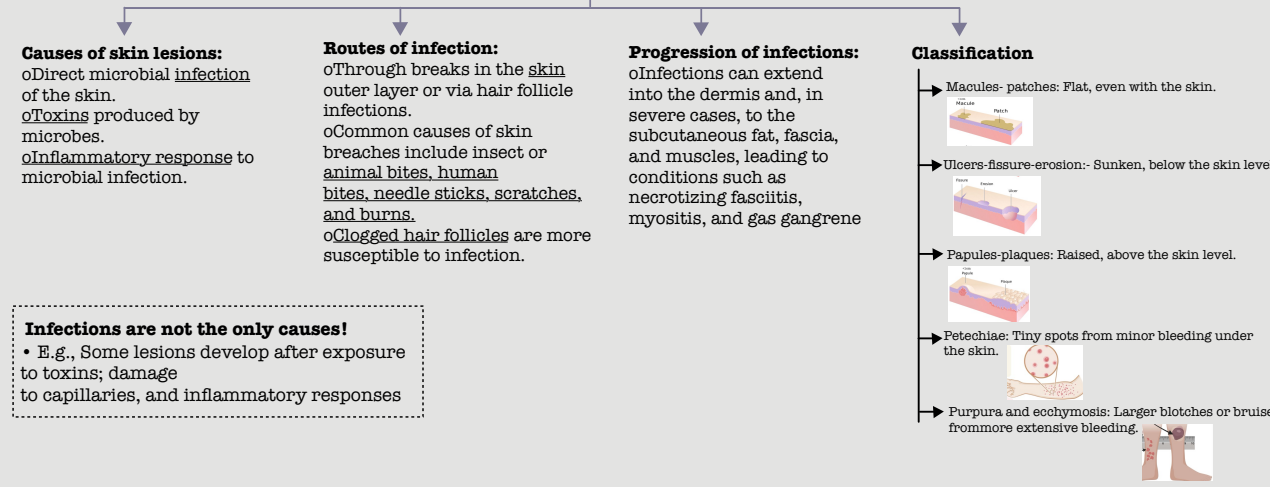 Causes of skin lesions:
oDirect microbial infection
of the skin.
oToxins produced by
microbes.
oInflammatory response to
microbial infection.
Routes of infection:
oThrough breaks in the skin
outer layer or via hair follicle
infections.
oCommon causes of skin
breaches include insect or
animal bites, human
bites, needle sticks, scratches,
and burns.
oClogged hair follicles are more
susceptible to infection.
Progression of infections:
oInfections can extend
into the dermis and, in
severe cases, to the
subcutaneous fat, fascia,
and muscles, leading to
conditions such as
necrotizing fasciitis,
myositis, and gas gangrene
Classification
Macules- patches: Flat, even with the skin.
Macule
Patch
Ulcers-fissure-erosion:- Sunken, below the skin leve
Fissure
Erosion
Ulcer
Papules-plaques: Raised, above the skin level.
Papule
Plaque
Petechiae: Tiny spots from minor bleeding under
the skin.
Purpura and ecchymosis: Larger blotches or bruise
frommore extensive bleeding.
Infections are not the only causes!
• E.g., Some lesions develop after exposure
to toxins; damage
to capillaries, and inflammatory responses